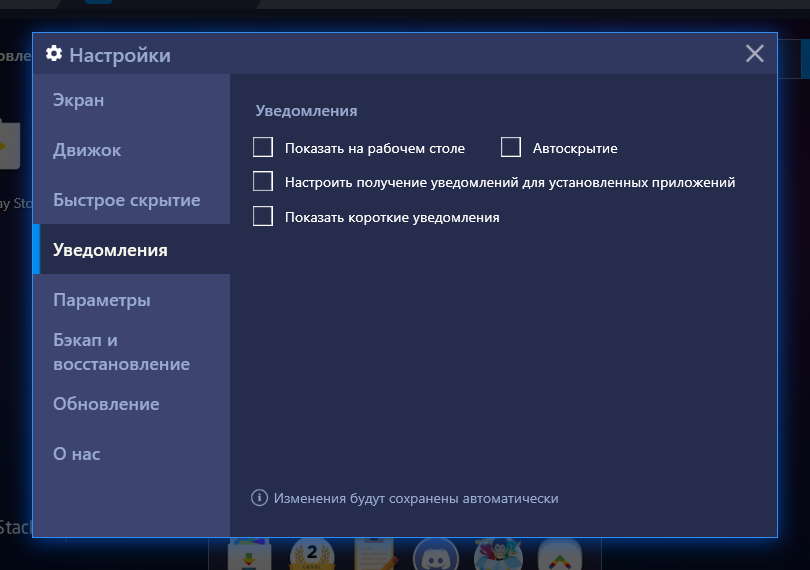 Настройки
Экран
Движок
Быстрое скрытие
Уведомления
Параметры
Бэкап и
восстановление
Обновление
О нас
Уведомления
Показать на рабочем столе
Автоскрытие
Настроить получение уведомлений для установленных приложений
Показать короткие уведомления
Изменения будут сохранены автоматически
2
LEVEL